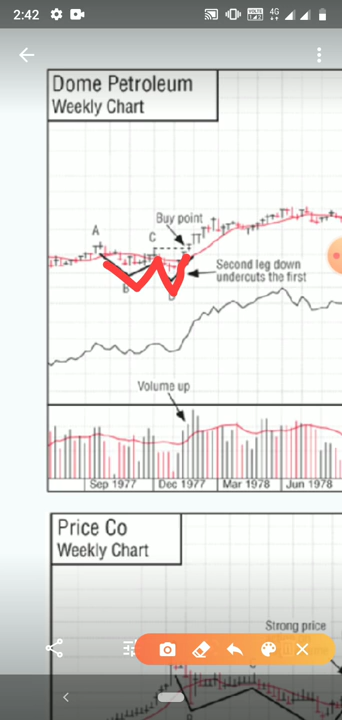 2:42
4G
Dome Petroleum
Weekly Chart
A
Buy point
C
Second leg down
undercuts the first
B
D
Volume up
Sep 1977
Dec 1977
Mar 1978
Jun 1978
Price Co
Weekly Chart
Strong price